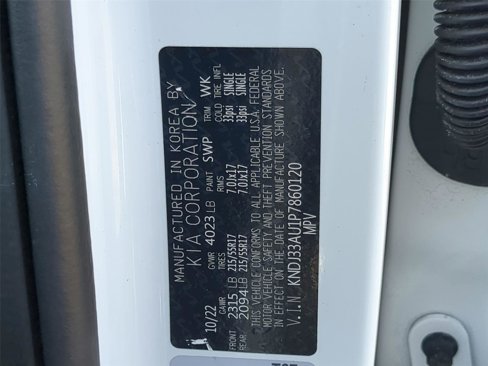 MANUFACTURED IN KOREA BY
KIA CORPORATION
10/22 GVWR 4023 LB PAINT SWP TRIM WK
GAWR RIMS COLD TIRE INFL
FRONT 2315 LB 215/55R17 7.0Jx17 33psi SINGLE
REAR 2094 LB 215/55R17 7.0Jx17 33psi SINGLE
"THIS VEHICLE CONFORMS TO ALL APPLICABLE U.S.A. FEDERAL
MOTOR VEHICLE SAFETY AND THEFT PREVENTION STANDARDS
IN EFFECT ON THE DATE OF MANUFACTURE SHOWN ABOVE."
V.I.N. KNDJ33AU1P7860120
MPV